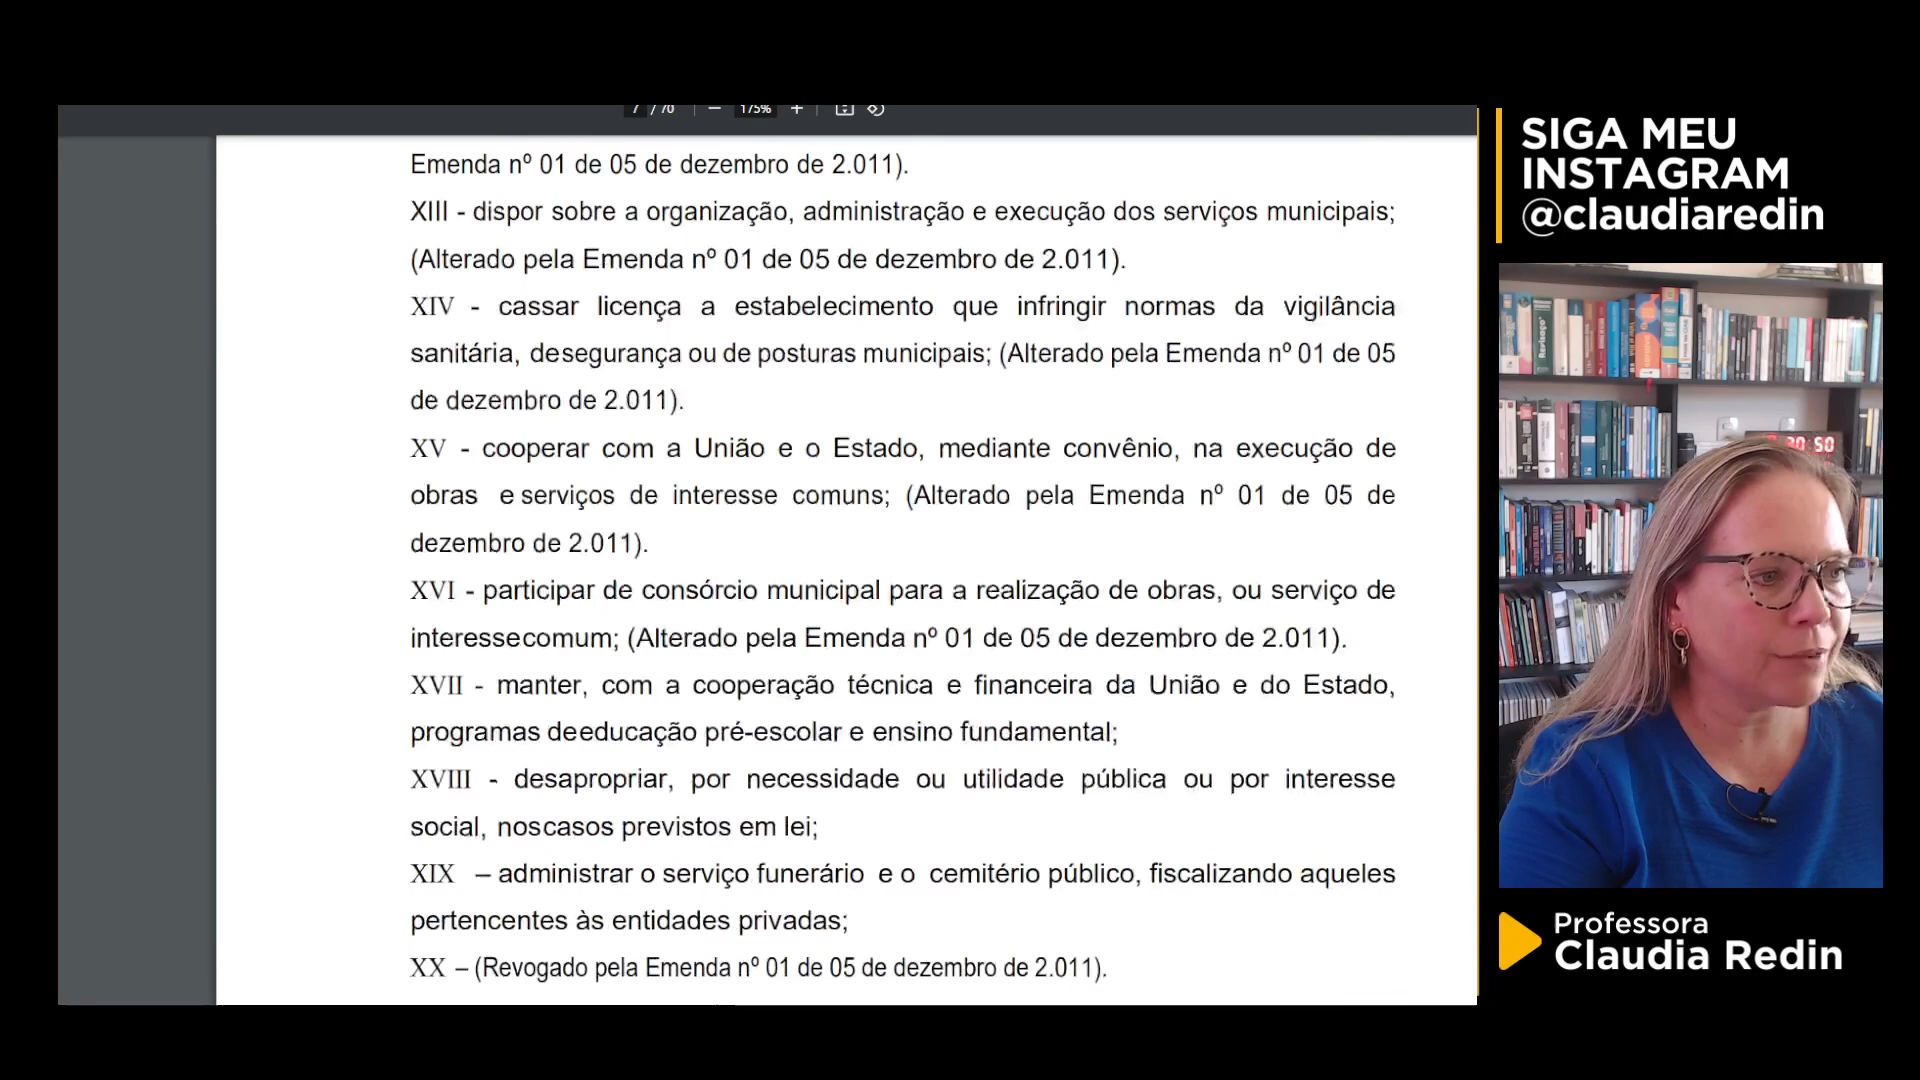 7 / 70 175%
Emenda nº 01 de 05 de dezembro de 2.011).
XIII - dispor sobre a organização, administração e execução dos serviços municipais;
(Alterado pela Emenda nº 01 de 05 de dezembro de 2.011).
XIV - cassar licença a estabelecimento que infringir normas da vigilância
sanitária, desegurança ou de posturas municipais; (Alterado pela Emenda nº 01 de 05
de dezembro de 2.011).
XV - cooperar com a União e o Estado, mediante convênio, na execução de
obras e serviços de interesse comuns; (Alterado pela Emenda nº 01 de 05 de
dezembro de 2.011).
XVI - participar de consórcio municipal para a realização de obras, ou serviço de
interessecomum; (Alterado pela Emenda nº 01 de 05 de dezembro de 2.011).
XVII - manter, com a cooperação técnica e financeira da União e do Estado,
programas deeducação pré-escolar e ensino fundamental;
XVIII - desapropriar, por necessidade ou utilidade pública ou por interesse
social, noscasos previstos em lei;
XIX – administrar o serviço funerário e o cemitério público, fiscalizando aqueles
pertencentes às entidades privadas;
XX – (Revogado pela Emenda nº 01 de 05 de dezembro de 2.011).
SIGA MEU
INSTAGRAM
@claudiaredin
Professora
Claudia Redin